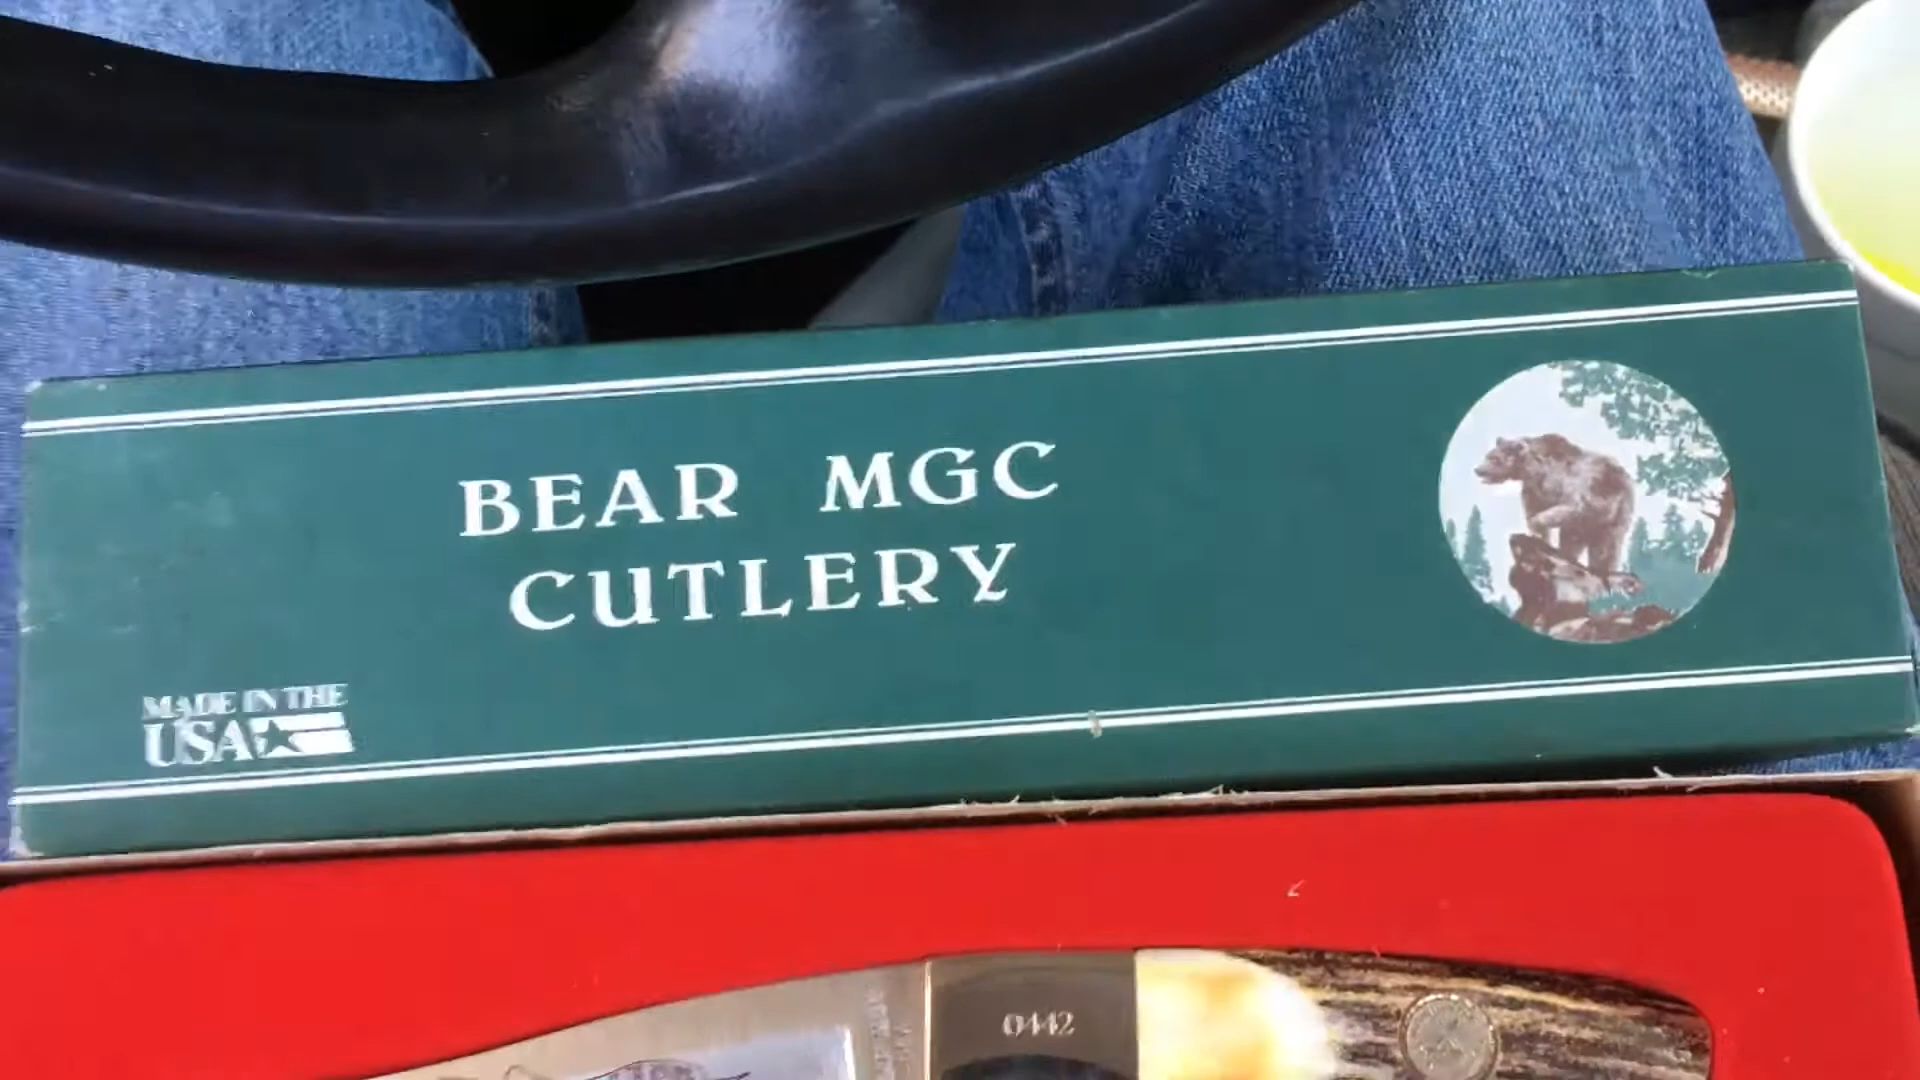 BEAR MGC
CUTLERY
MADE IN THE
USA
0442